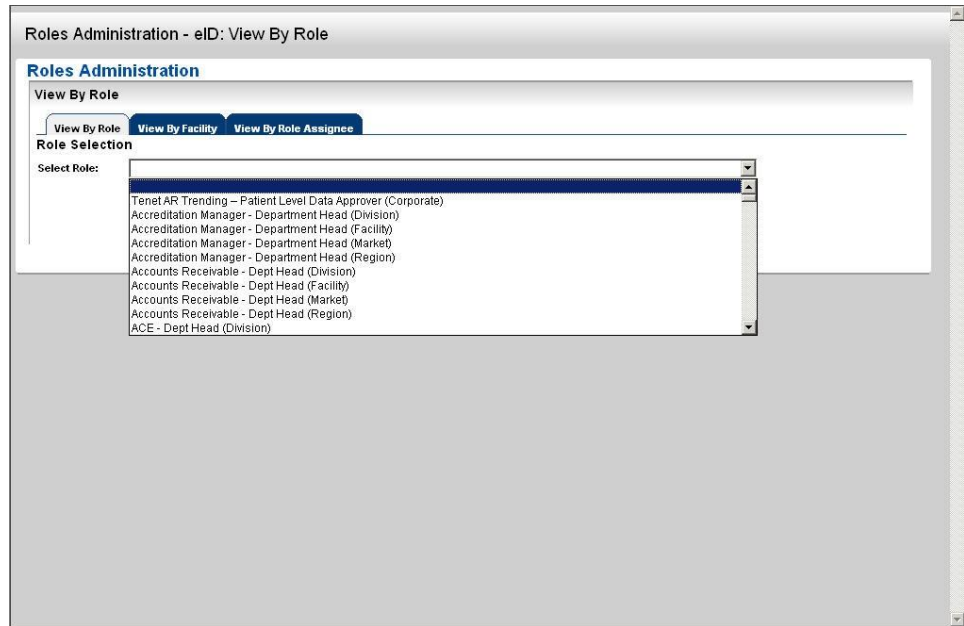 Roles Administration - eID: View By Role
Roles Administration
View By Role
View By Role View By Facility View By Role Assignee
Role Selection
Select Role:
Tenet AR Trending – Patient Level Data Approver (Corporate)
Accreditation Manager - Department Head (Division)
Accreditation Manager - Department Head (Facility)
Accreditation Manager - Department Head (Market)
Accreditation Manager - Department Head (Region)
Accounts Receivable - Dept Head (Division)
Accounts Receivable - Dept Head (Facility)
Accounts Receivable - Dept Head (Market)
Accounts Receivable - Dept Head (Region)
ACE - Dept Head (Division)